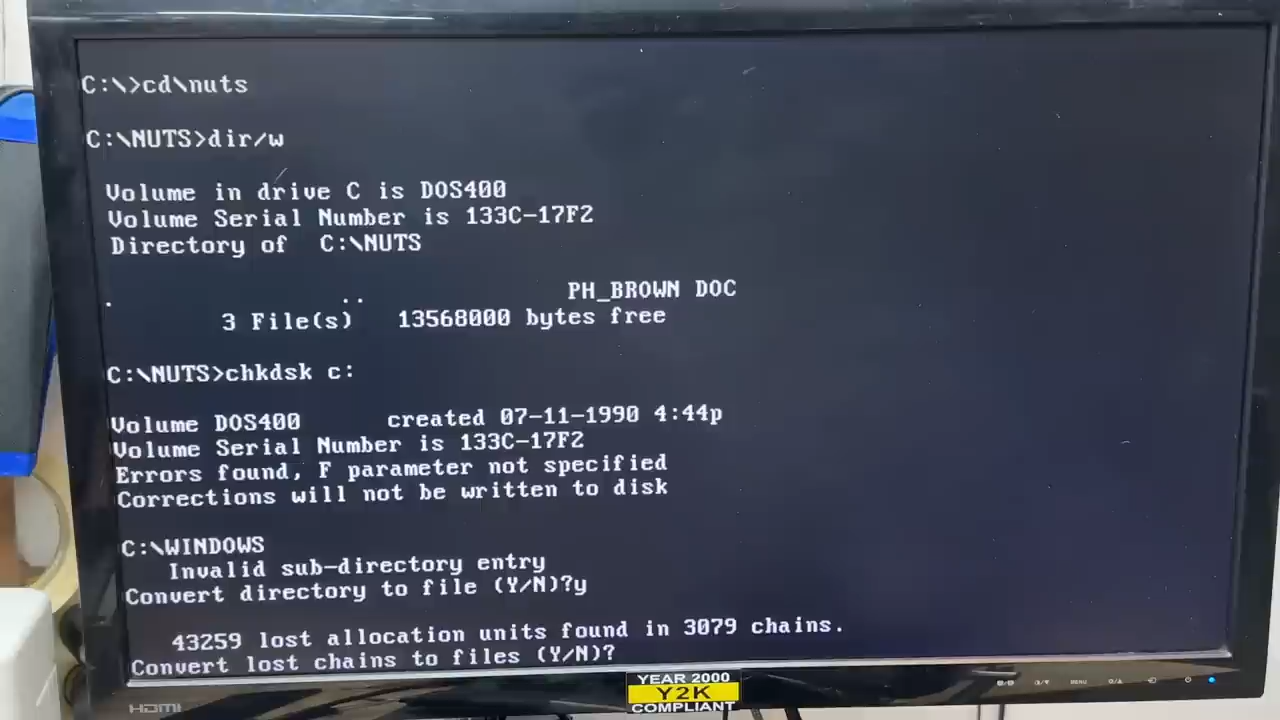 C:\>cd\nuts
C:\NUTS>dir/w
Volume in drive C is DOS400
Volume Serial Number is 133C-17F2
Directory of C:\NUTS
. .. PH_BROWN DOC
3 File(s) 13568000 bytes free
C:\NUTS>chkdsk c:
Volume DOS400 created 07-11-1990 4:44p
Volume Serial Number is 133C-17F2
Errors found, F parameter not specified
Corrections will not be written to disk
C:\WINDOWS
Invalid sub-directory entry
Convert directory to file (Y/N)?y
43259 lost allocation units found in 3079 chains.
Convert lost chains to files (Y/N)?
YEAR 2000
Y2K
COMPLIANT
HDMI
MENU